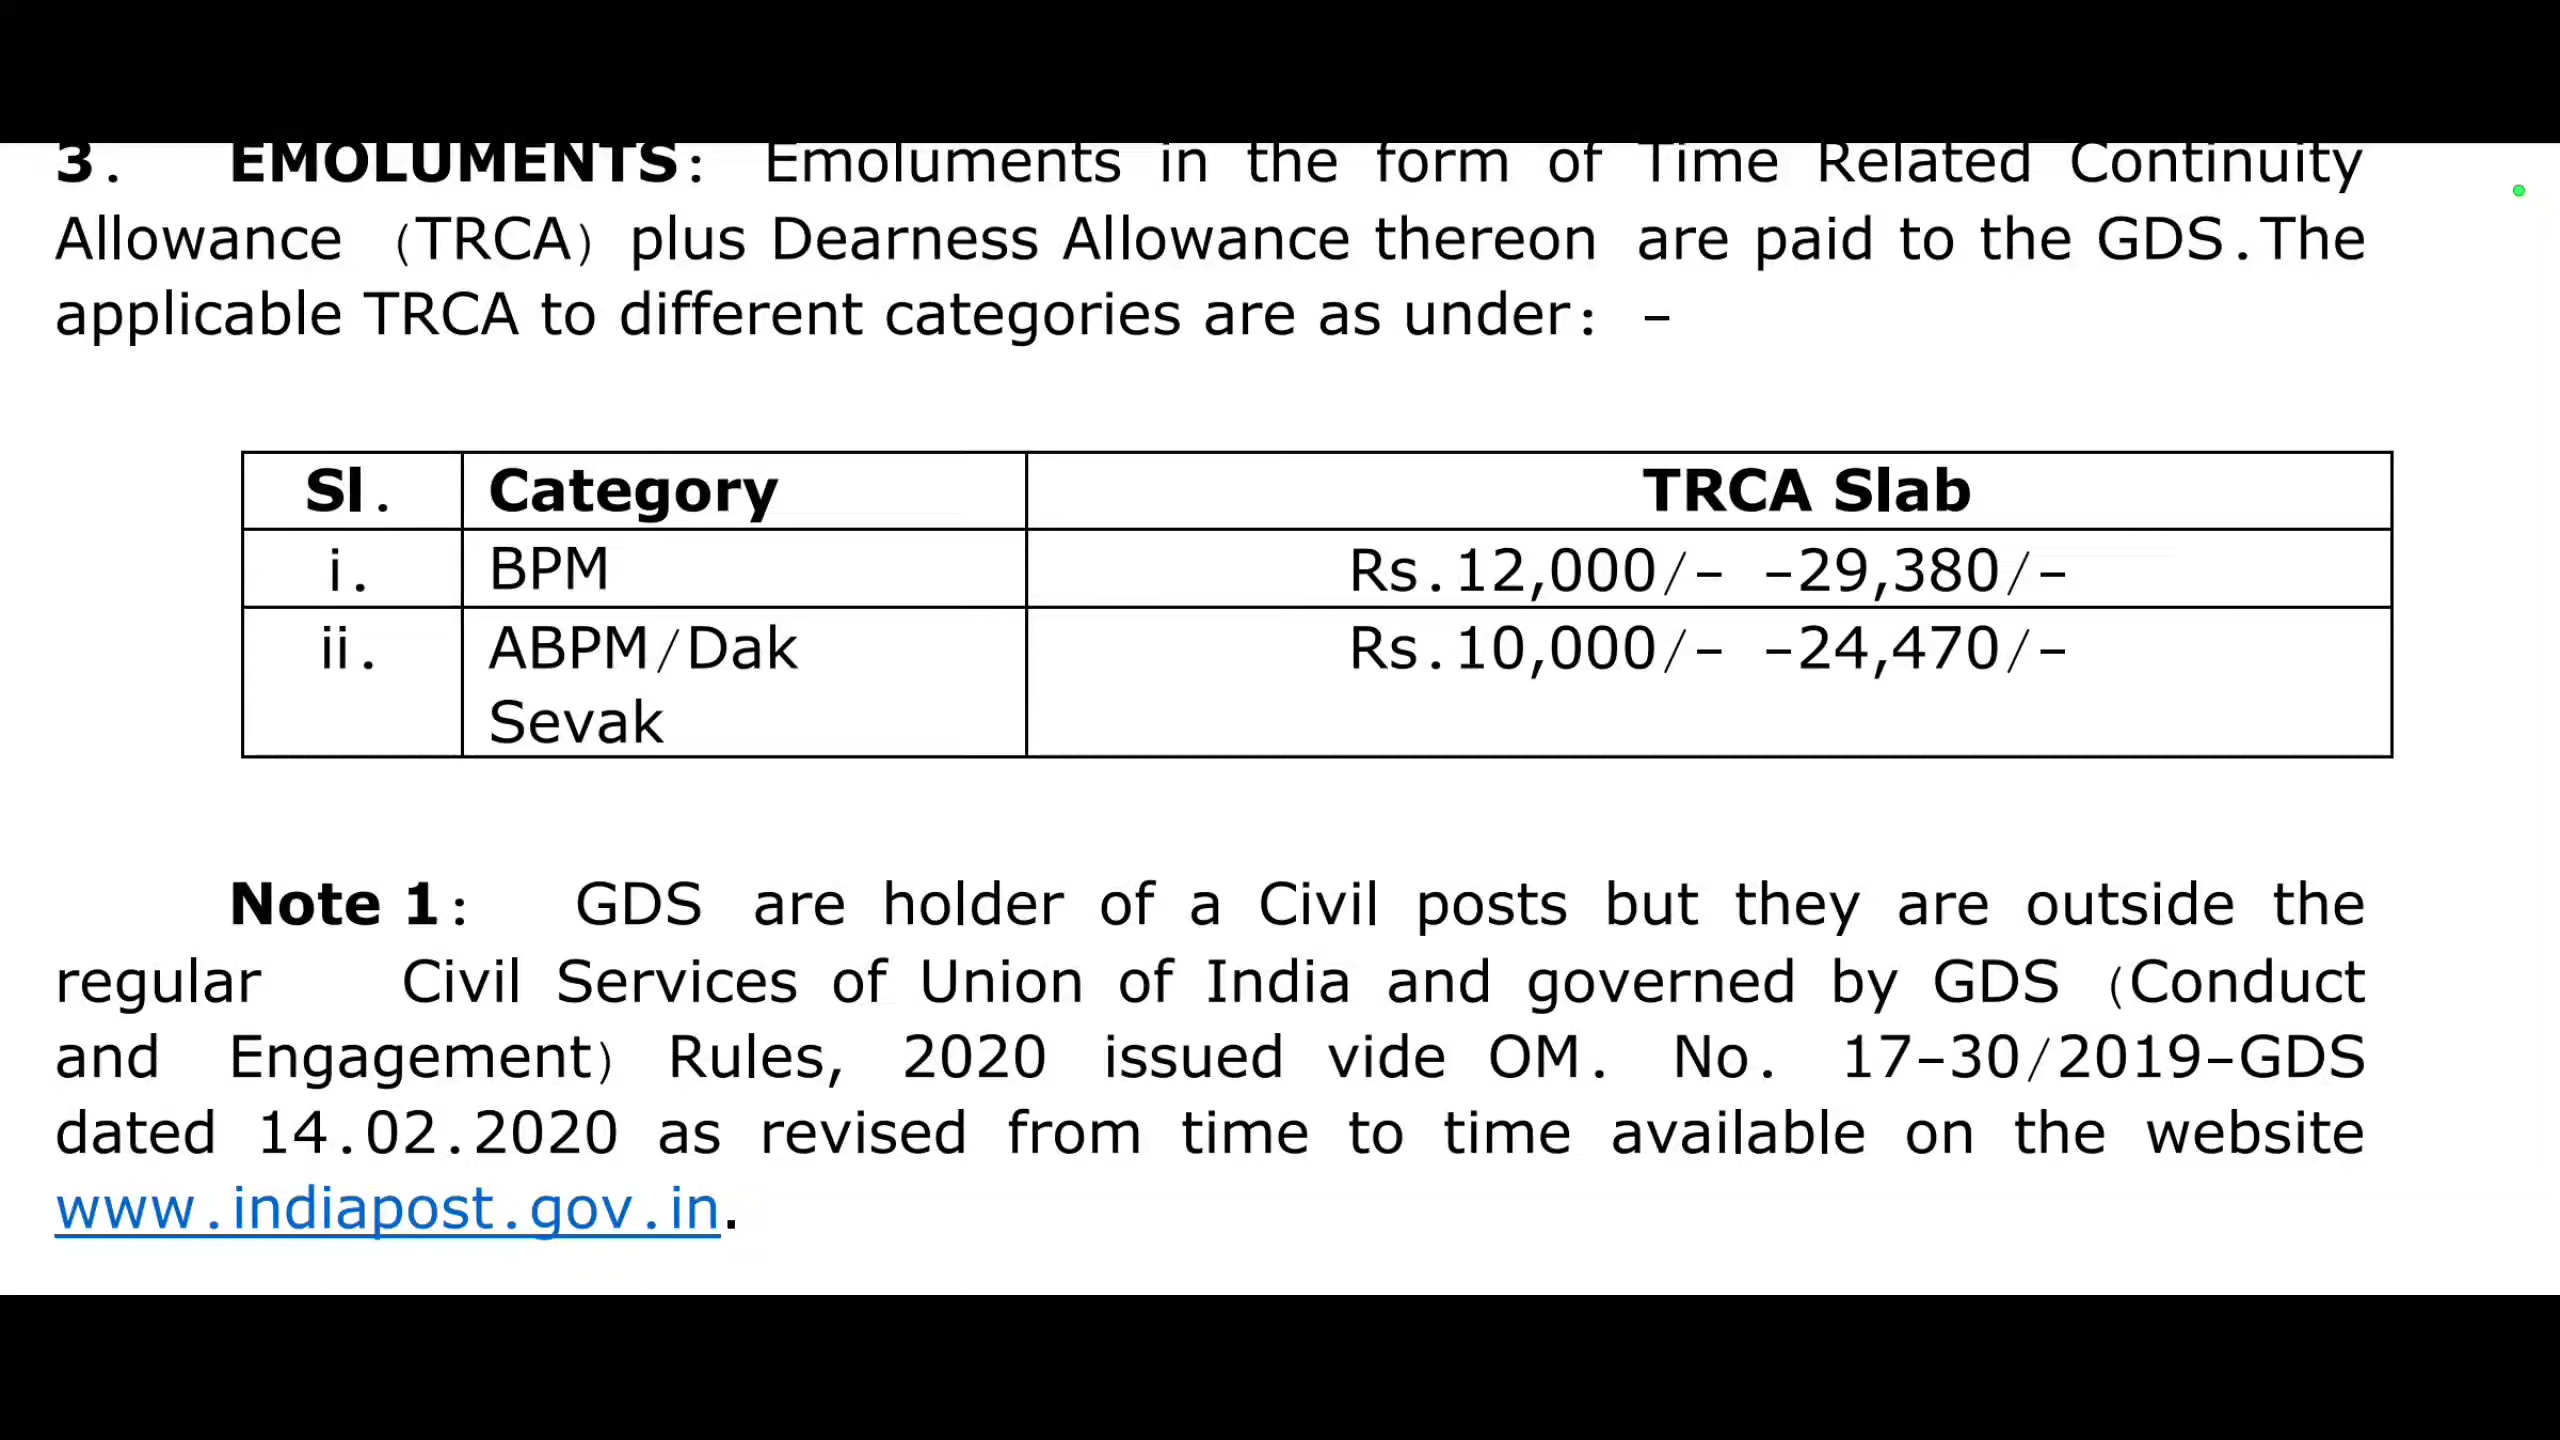 3. EMOLUMENTS: Emoluments in the form of Time Related Continuity
Allowance (TRCA) plus Dearness Allowance thereon are paid to the GDS.The
applicable TRCA to different categories are as under: –
Sl. Category TRCA Slab
i. BPM Rs.12,000/– –29,380/–
ii. ABPM/Dak Rs.10,000/– –24,470/–
Sevak
Note 1: GDS are holder of a Civil posts but they are outside the
regular Civil Services of Union of India and governed by GDS (Conduct
and Engagement) Rules, 2020 issued vide OM. No. 17–30/2019–GDS
dated 14.02.2020 as revised from time to time available on the website
www.indiapost.gov.in.